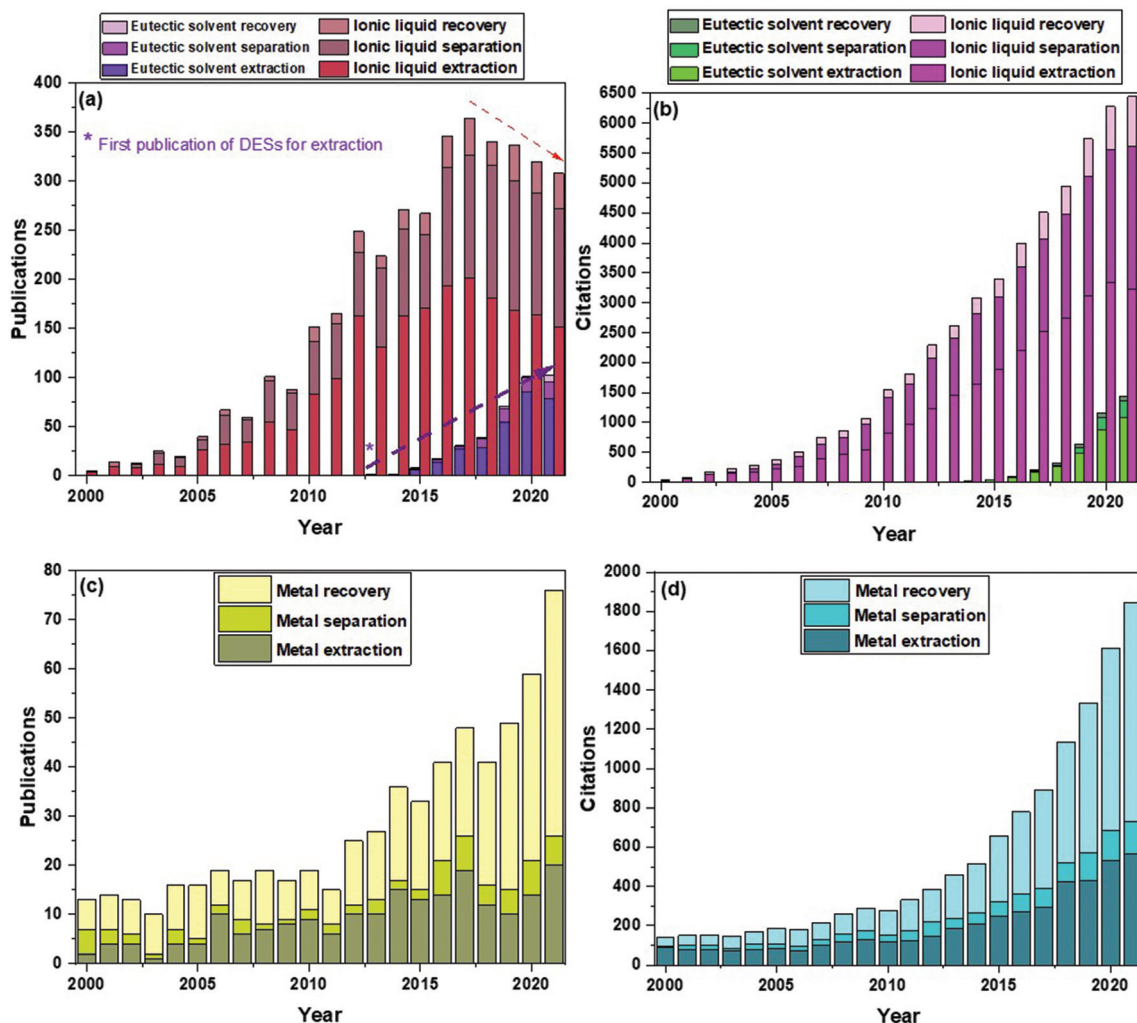 Eutectic solvent recovery Ionic liquid recovery
Eutectic solvent separation Ionic liquid separation
Eutectic solvent extraction Ionic liquid extraction
(a)
* First publication of DESs for extraction
*
400
350
300
250
200
150
100
50
0
Publications
2000 2005 2010 2015 2020
Year
Eutectic solvent recovery Ionic liquid recovery
Eutectic solvent separation Ionic liquid separation
Eutectic solvent extraction Ionic liquid extraction
(b)
6500
6000
5500
5000
4500
4000
3500
3000
2500
2000
1500
1000
500
0
Citations
2000 2005 2010 2015 2020
Year
(c)
Metal recovery
Metal separation
Metal extraction
80
70
60
50
40
30
20
10
0
Publications
2000 2005 2010 2015 2020
Year
(d)
Metal recovery
Metal separation
Metal extraction
2000
1800
1600
1400
1200
1000
800
600
400
200
0
Citations
2000 2005 2010 2015 2020
Year